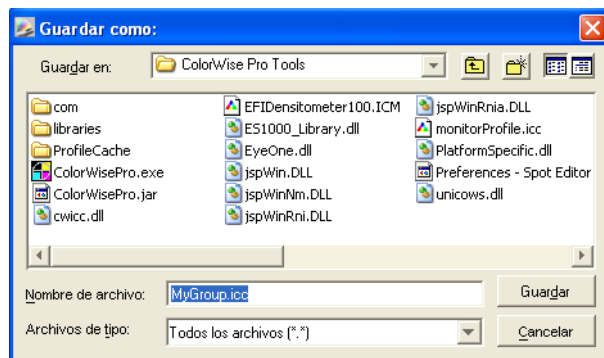 Guardar como:
Guardar en: ColorWise Pro Tools
com
libraries
ProfileCache
ColorWisePro.exe
ColorWisePro.jar
cwicc.dll
EFIDensitometer100.ICM
ES1000_Library.dll
EyeOne.dll
jspWin.DLL
jspWinNm.DLL
jspWinRni.DLL
jspWinRnia.DLL
monitorProfile.icc
PlatformSpecific.dll
Preferences - Spot Editor
unicows.dll
Nombre de archivo: MyGroup.icc Guardar
Archivos de tipo: Todos los archivos (*.*) Cancelar